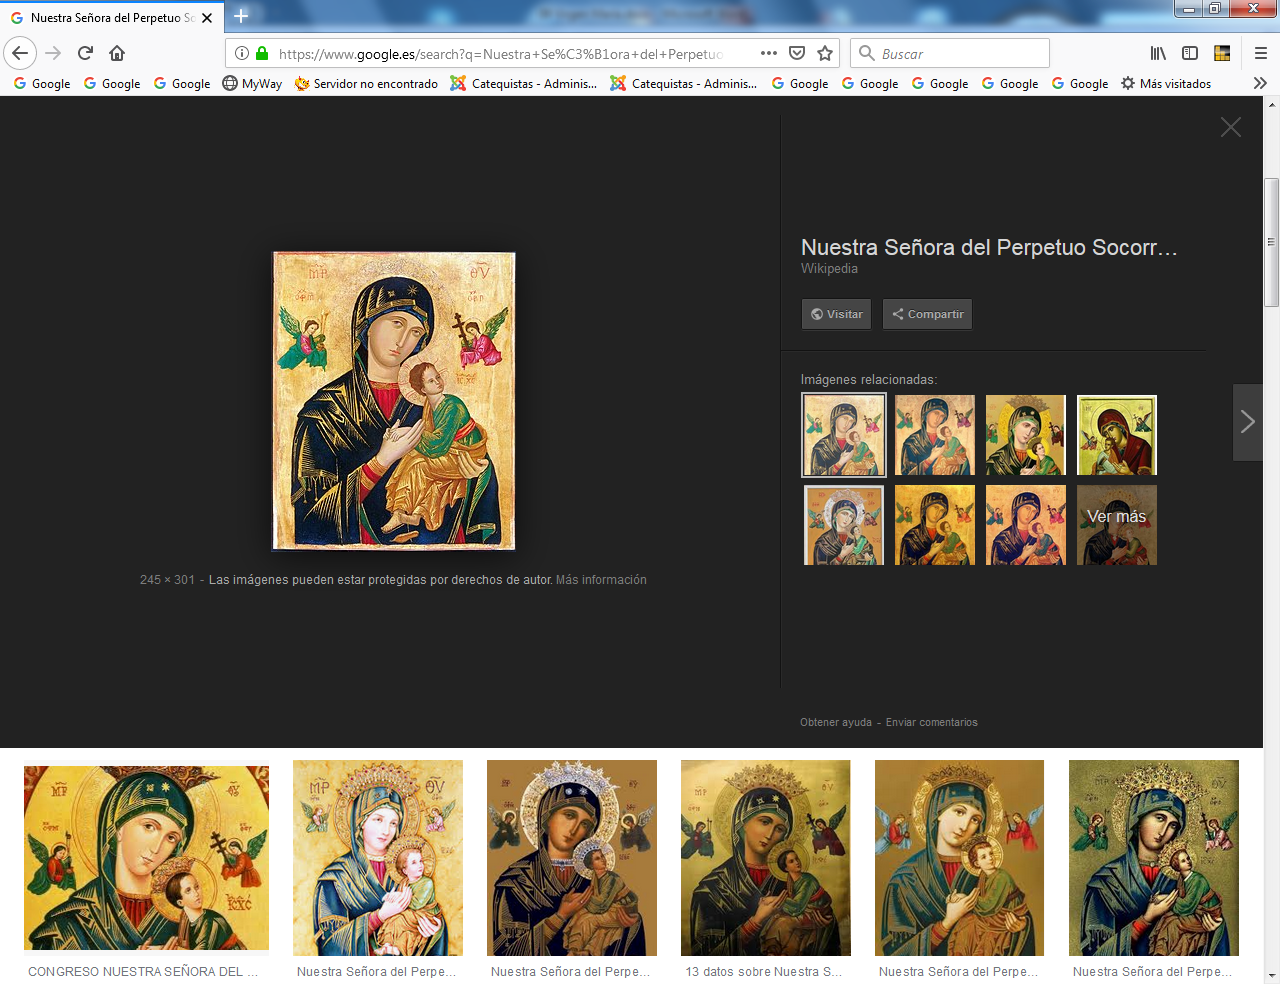 Nuestra Señora del Perpetuo So
https://www.google.es/search?q=Nuestra+Se%C3%B1ora+del+Perpetuo
Buscar
Google
Google
Google
MyWay
Servidor no encontrado
Catequistas - Adminis...
Catequistas - Adminis...
Google
Google
Google
Google
Google
Más visitados
Nuestra Señora del Perpetuo Socorr...
Wikipedia
Visitar
Compartir
Imágenes relacionadas:
Ver más
245 × 301 - Las imágenes pueden estar protegidas por derechos de autor. Más información
Obtener ayuda - Enviar comentarios
CONGRESO NUESTRA SEÑORA DEL ...
Nuestra Señora del Perpe...
Nuestra Señora del Perpe...
13 datos sobre Nuestra S...
Nuestra Señora del Perpe...
Nuestra Señora del Perpe...